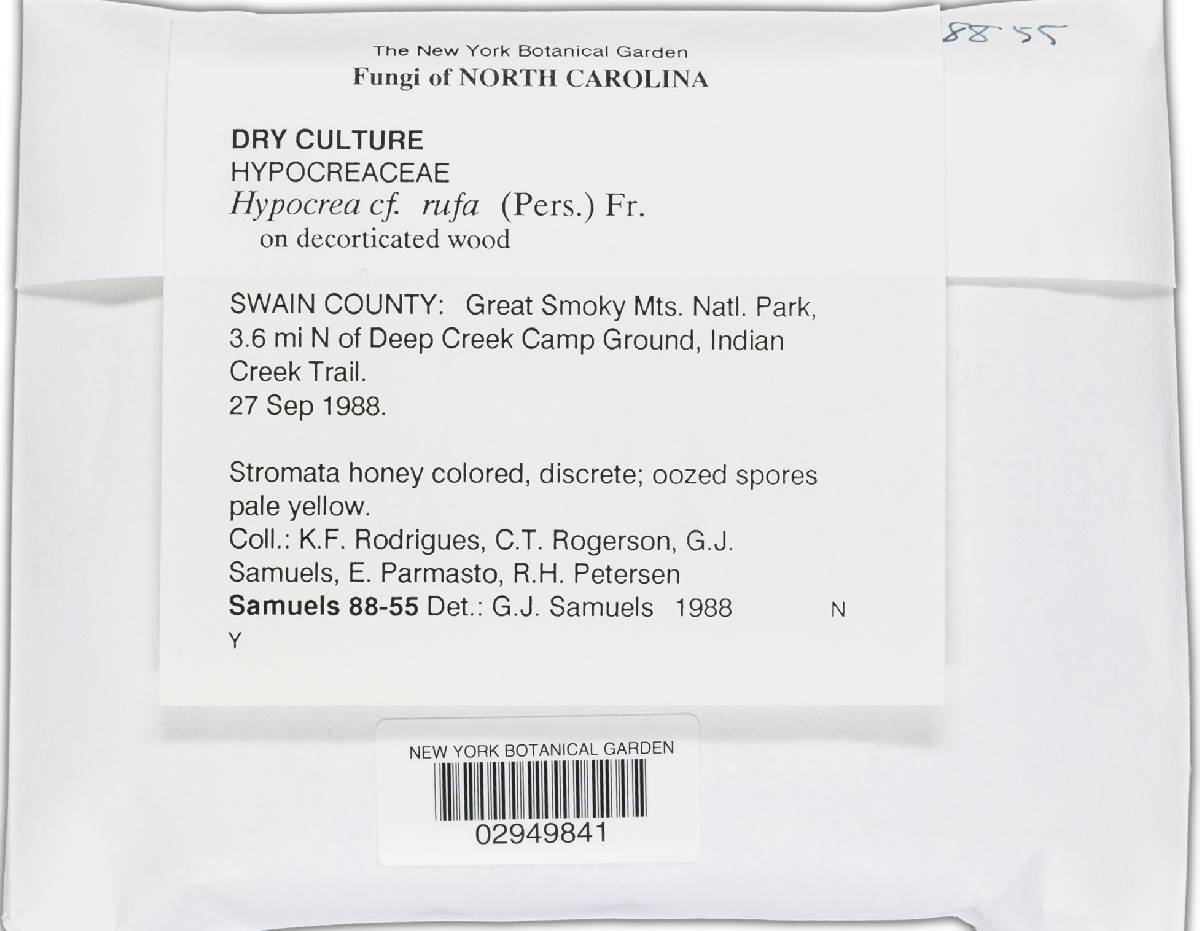 88-55
The New York Botanical Garden
Fungi of NORTH CAROLINA
DRY CULTURE
HYPOCREACEAE
Hypocrea cf. rufa (Pers.) Fr.
on decorticated wood
SWAIN COUNTY: Great Smoky Mts. Natl. Park,
3.6 mi N of Deep Creek Camp Ground, Indian
Creek Trail.
27 Sep 1988.
Stromata honey colored, discrete; oozed spores
pale yellow.
Coll.: K.F. Rodrigues, C.T. Rogerson, G.J.
Samuels, E. Parmasto, R.H. Petersen
Samuels 88-55 Det.: G.J. Samuels 1988 N
Y
NEW YORK BOTANICAL GARDEN
02949841